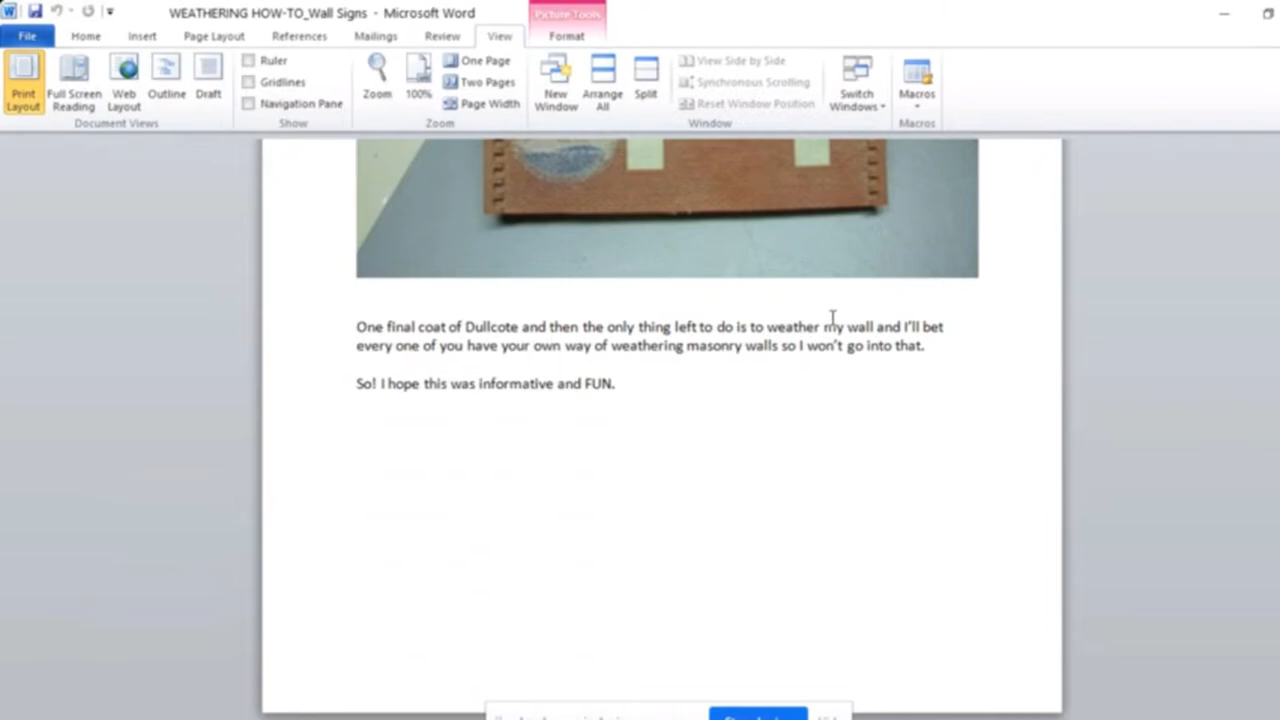 WEATHERING HOW-TO_Wall Signs - Microsoft Word
Picture Tools
File Home Insert Page Layout References Mailings Review View Format
Print Layout
Full Screen Reading
Web Layout
Outline
Draft
Document Views
Ruler
Gridlines
Navigation Pane
Show
Zoom
100%
One Page
Two Pages
Page Width
Zoom
New Window
Arrange All
Split
View Side by Side
Synchronous Scrolling
Reset Window Position
Window
Switch Windows
Macros
Macros
One final coat of Dullcote and then the only thing left to do is to weather my wall and I'll bet
every one of you have your own way of weathering masonry walls so I won't go into that.
So! I hope this was informative and FUN.